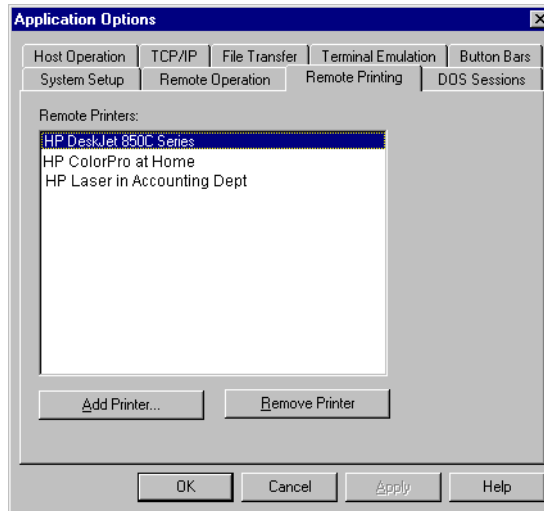 Application Options
Host Operation TCP/IP File Transfer Terminal Emulation Button Bars
System Setup Remote Operation Remote Printing DOS Sessions
Remote Printers:
HP DeskJet 850C Series
HP ColorPro at Home
HP Laser in Accounting Dept
Add Printer... Remove Printer
OK Cancel Apply Help